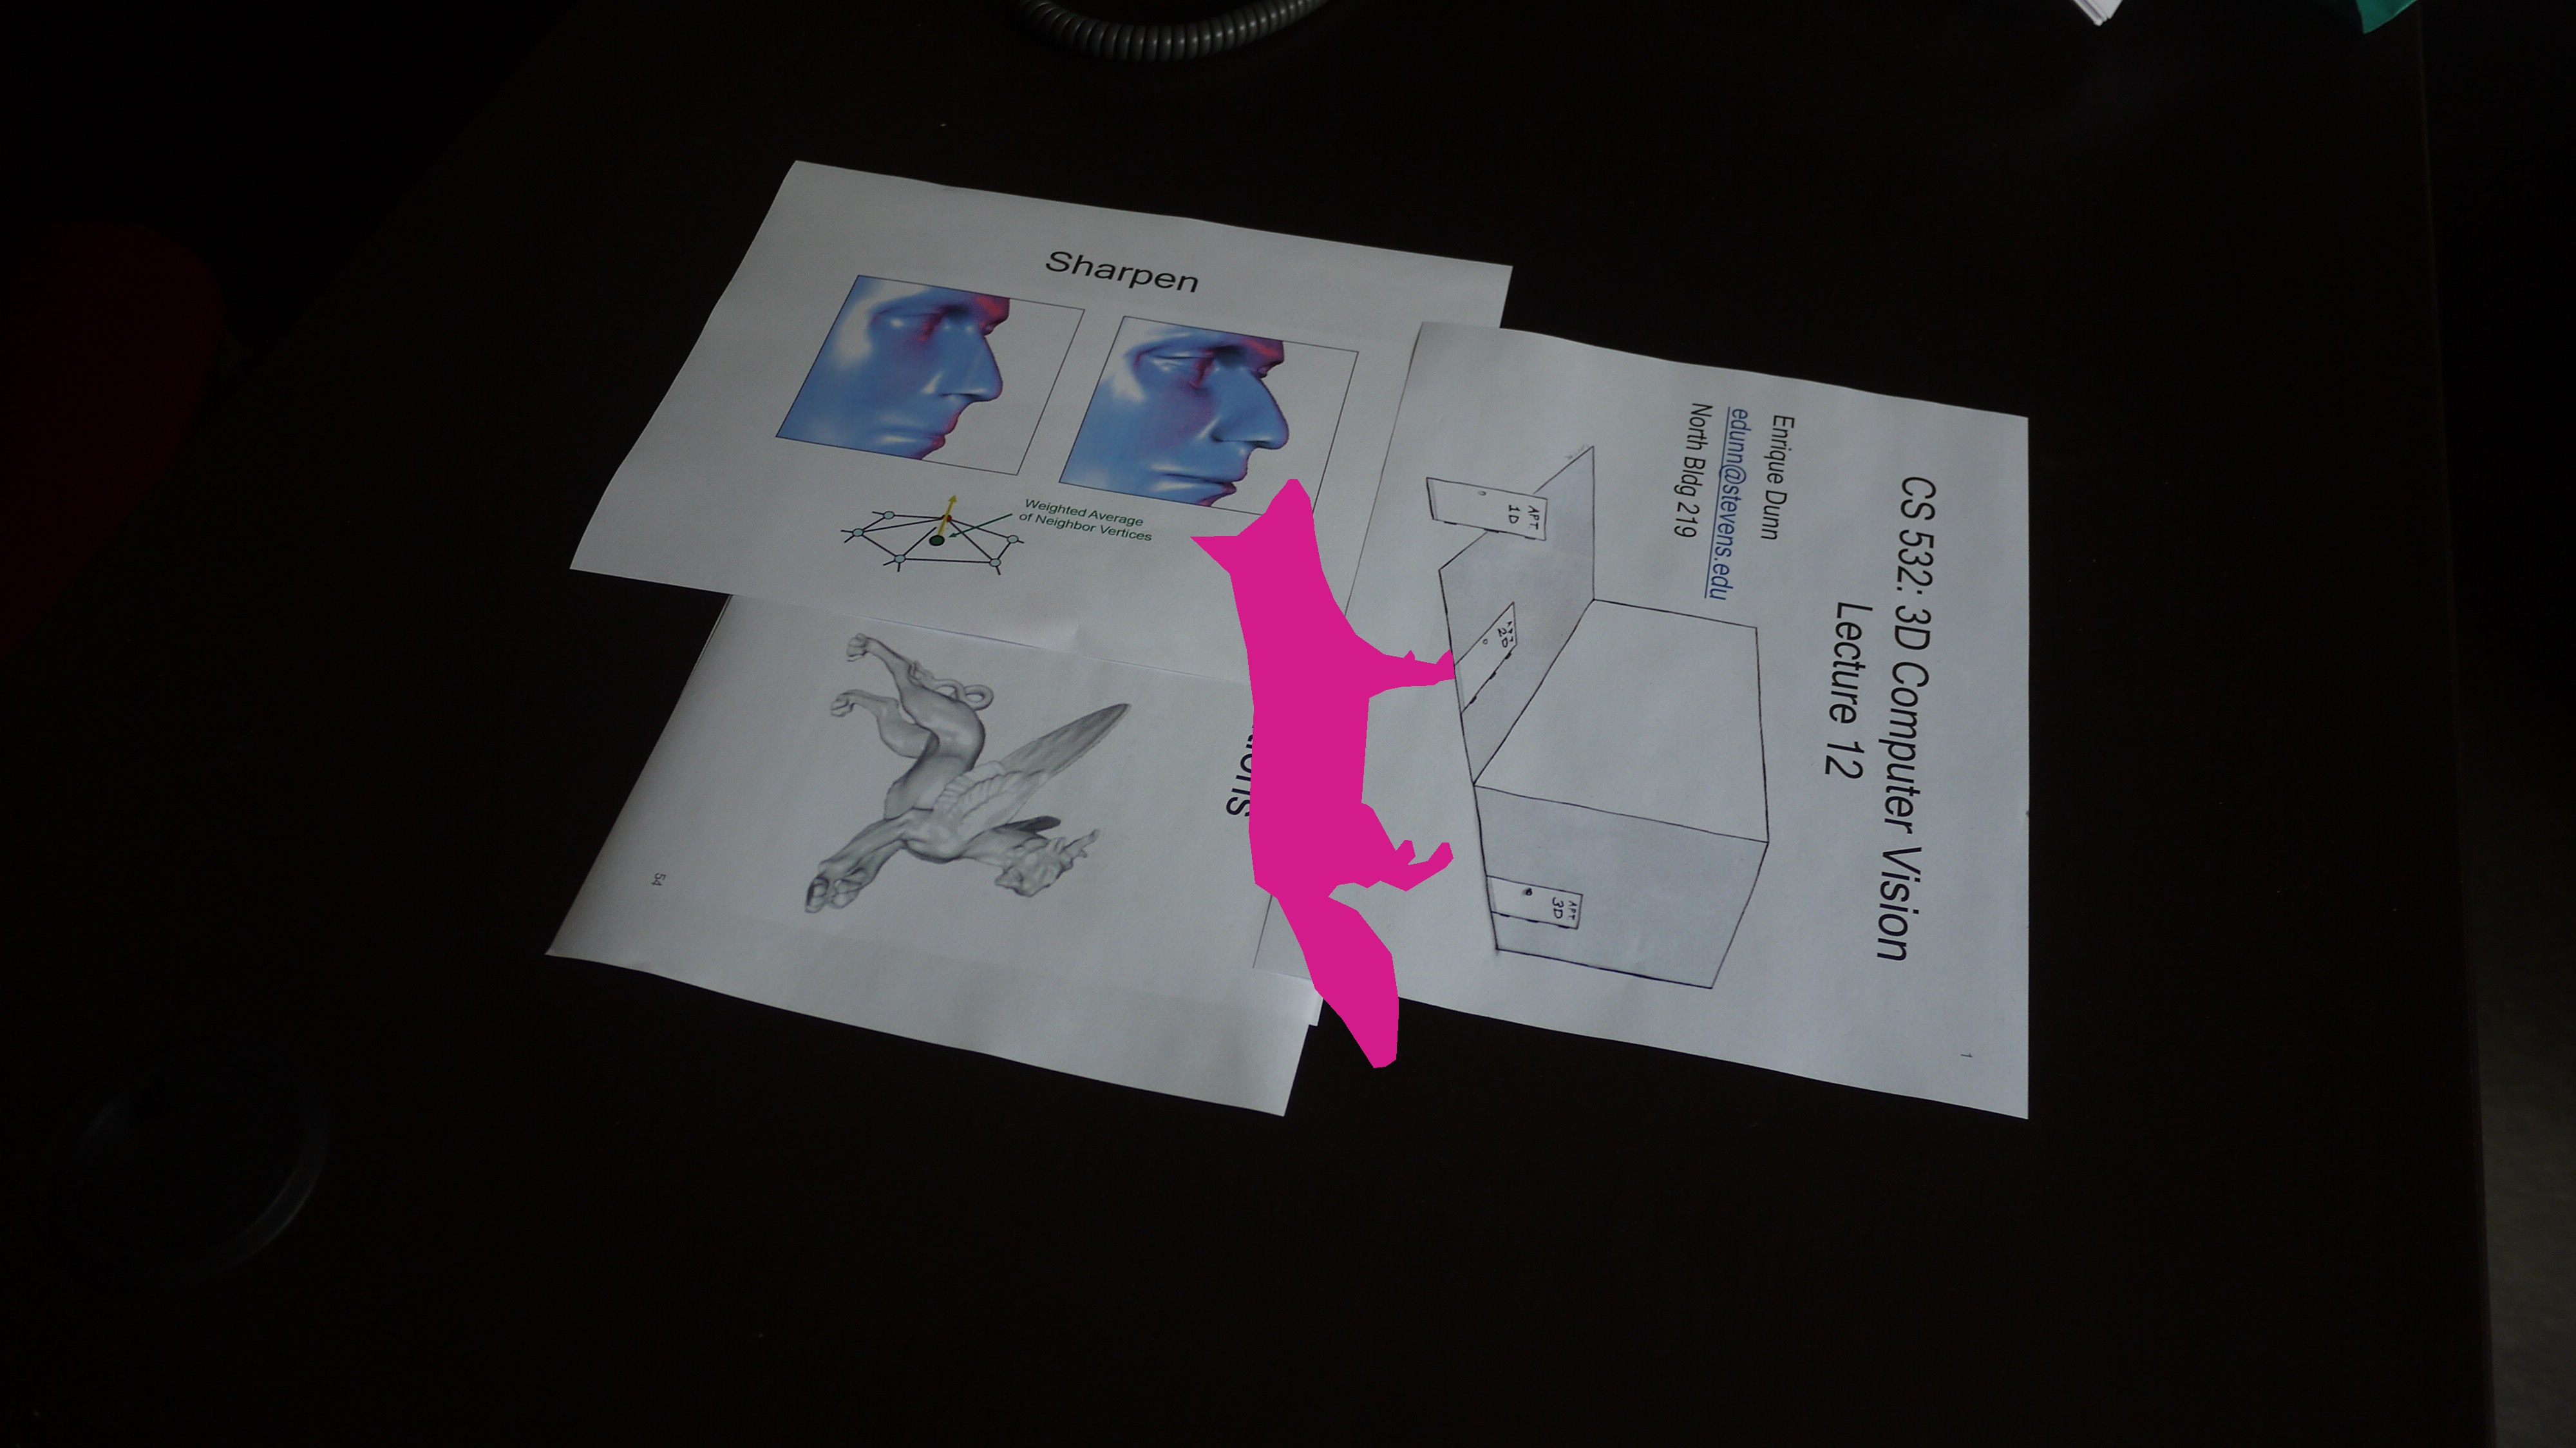 Sharpen
Weighted Average
of Neighbor Vertices
CS 532: 3D Computer Vision
Lecture 12
Enrique Dunn
edunn@stevens.edu
North Bldg 219
APT.
1D
APT.
2D
APT.
3D
1
54